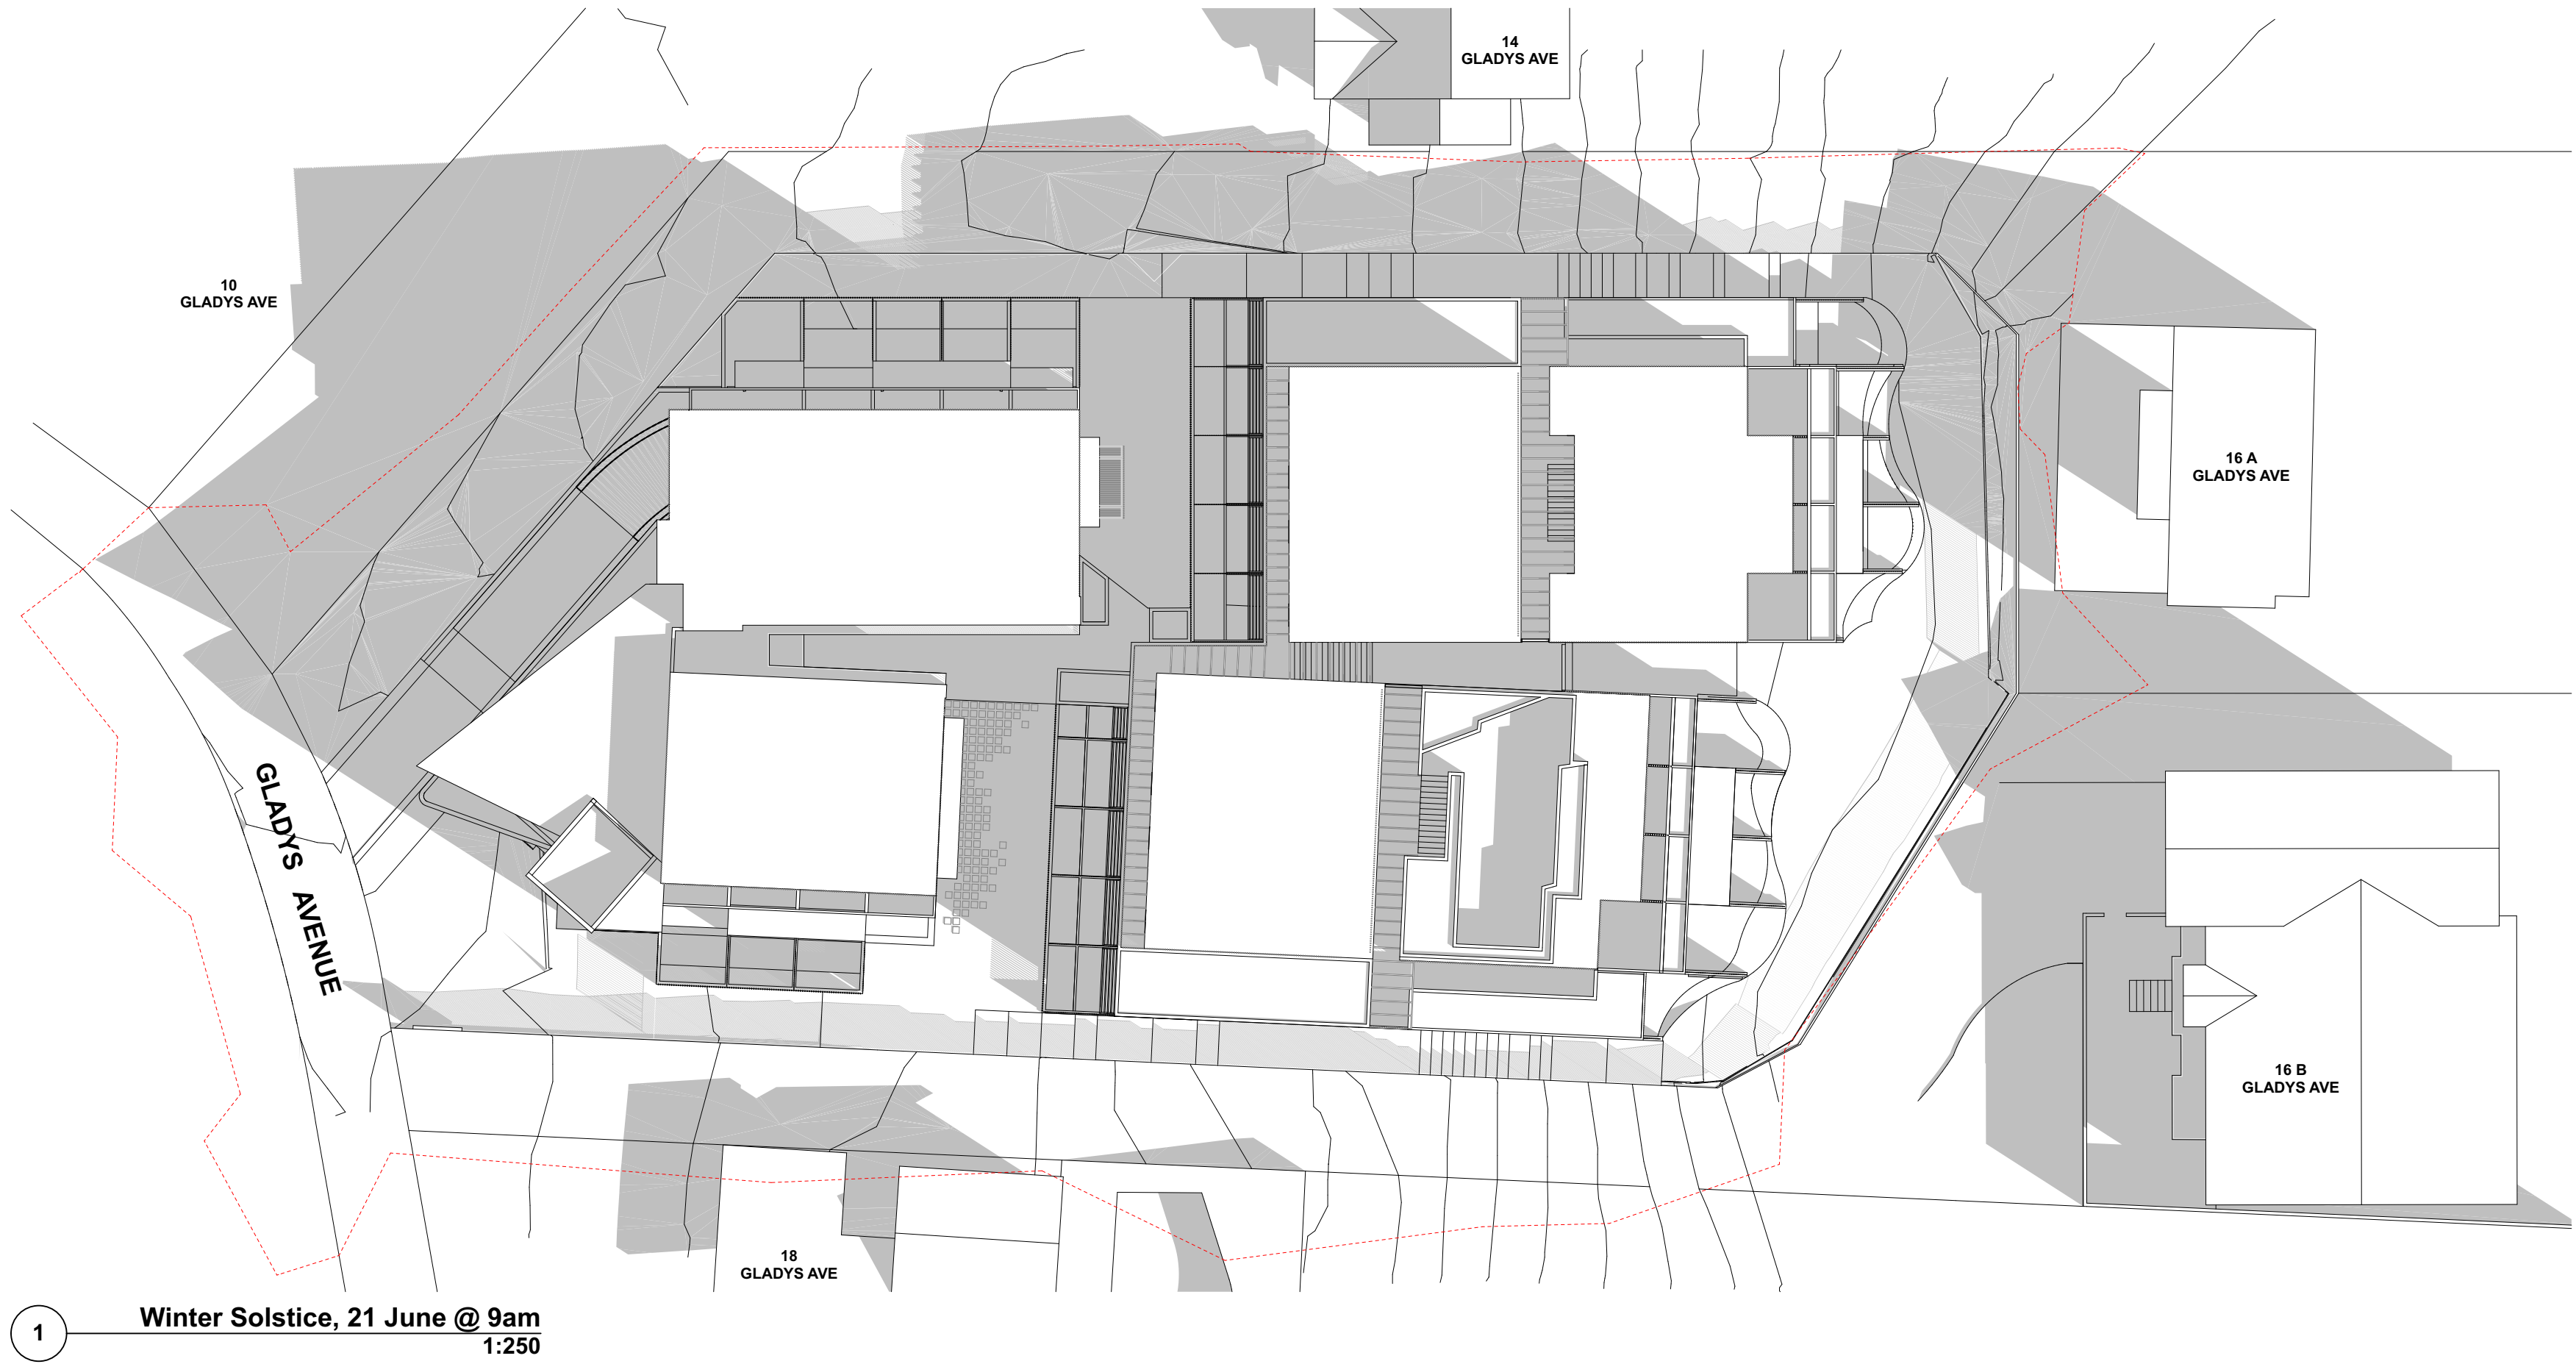 14
GLADYS AVE
10
GLADYS AVE
16 A
GLADYS AVE
GLADYS AVENUE
16 B
GLADYS AVE
18
GLADYS AVE
1
Winter Solstice, 21 June @ 9am
1:250